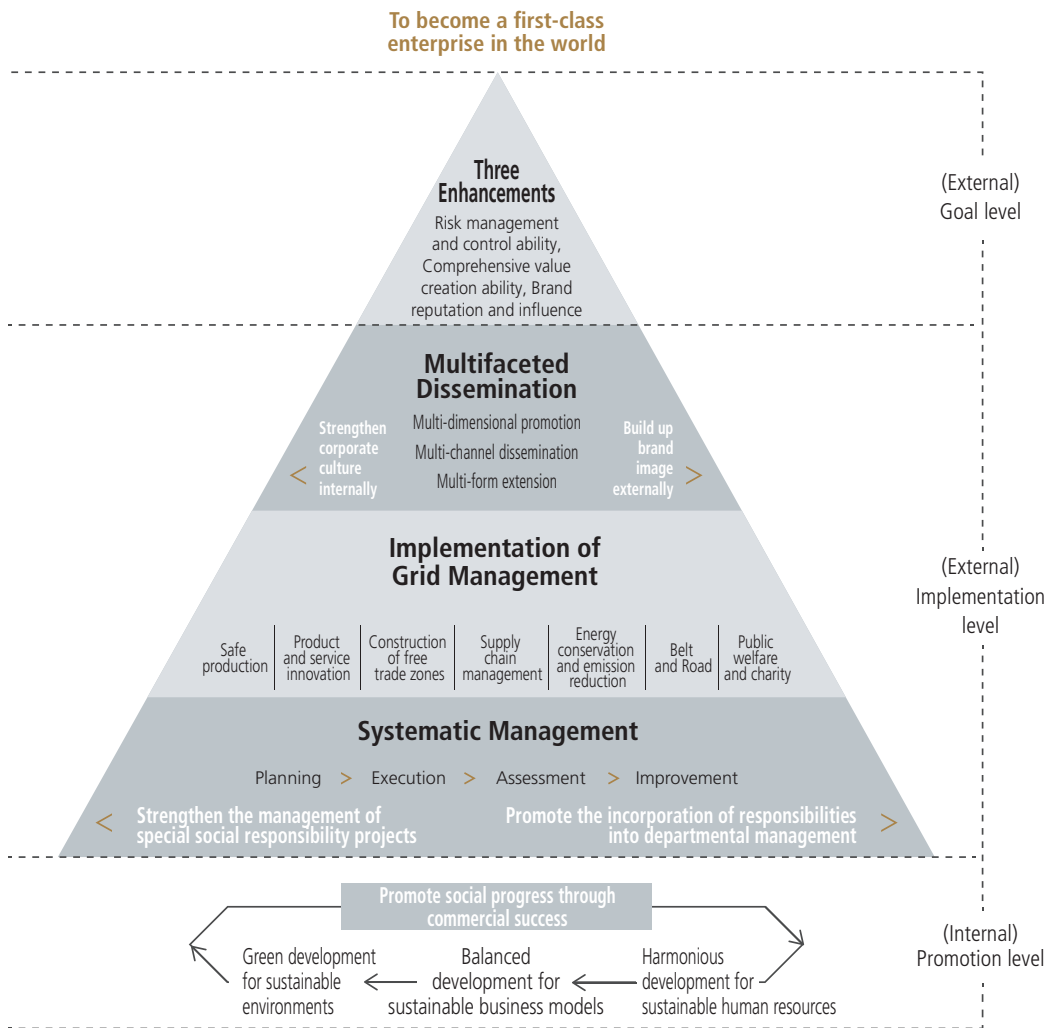 To become a first-class
enterprise in the world
Three
Enhancements
Risk management
and control ability,
Comprehensive value
creation ability, Brand
reputation and influence
(External)
Goal level
Multifaceted
Dissemination
Strengthen
corporate
culture
internally
<
Multi-dimensional promotion
Multi-channel dissemination
Multi-form extension
Build up
brand
image
externally
>
Implementation of
Grid Management
Safe
production
Product
and service
innovation
Construction
of free
trade zones
Supply
chain
management
Energy
conservation
and emission
reduction
Belt
and Road
Public
welfare
and charity
(External)
Implementation
level
Systematic Management
Planning > Execution > Assessment > Improvement
<
Strengthen the management of
special social responsibility projects
Promote the incorporation of responsibilities
into departmental management
>
Promote social progress through
commercial success
Green development
for sustainable
environments
Balanced
development for
sustainable business models
Harmonious
development for
sustainable human resources
(Internal)
Promotion level